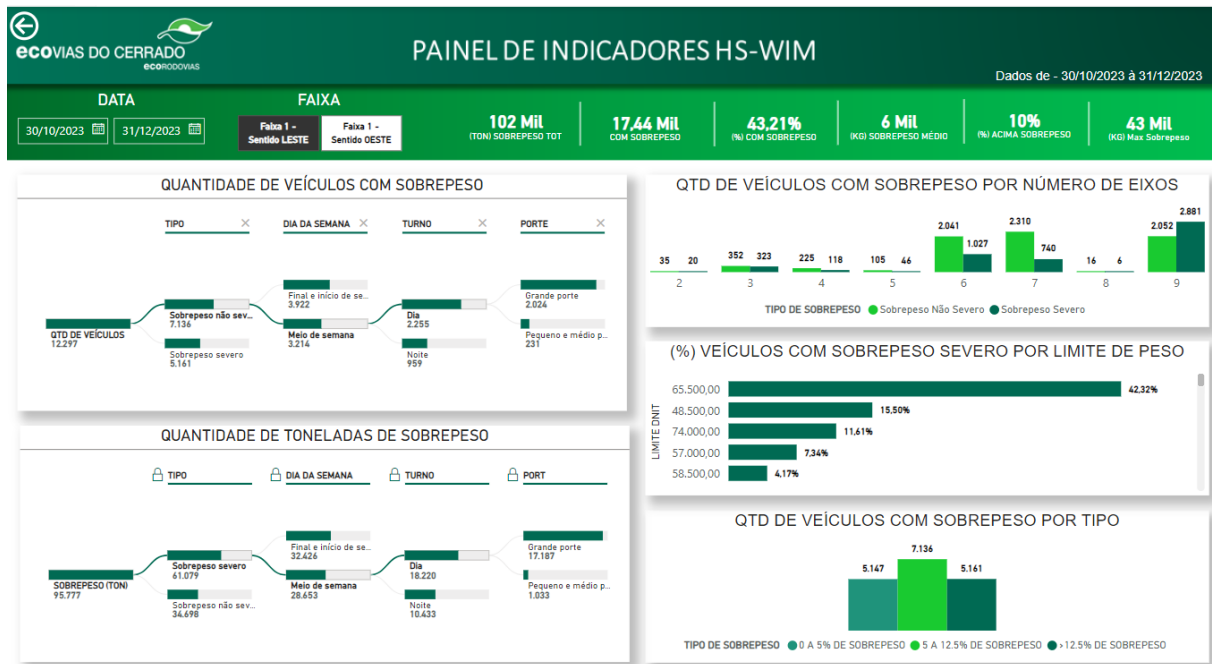 ecoVIAS DO CERRADO
ecoRODOVIAS
PAINEL DE INDICADORES HS-WIM
Dados de - 30/10/2023 à 31/12/2023
DATA
30/10/2023 31/12/2023
FAIXA
Faixa 1 - Sentido LESTE
Faixa 1 - Sentido OESTE
102 Mil
(TON) SOBREPESO TOT
17,44 Mil
COM SOBREPESO
43,21%
(%) COM SOBREPESO
6 Mil
(KG) SOBREPESO MÉDIO
10%
(%) ACIMA SOBREPESO
43 Mil
(KG) Max Sobrepeso
QUANTIDADE DE VEÍCULOS COM SOBREPESO
TIPO
DIA DA SEMANA
TURNO
PORTE
QTD DE VEÍCULOS
12.297
Sobrepeso não sev...
7.136
Sobrepeso severo
5.161
Final e início de se...
3.922
Meio de semana
3.214
Dia
2.255
Noite
959
Grande porte
2.024
Pequeno e médio p...
231
QUANTIDADE DE TONELADAS DE SOBREPESO
TIPO
DIA DA SEMANA
TURNO
PORT
SOBREPESO (TON)
95.777
Sobrepeso severo
61.079
Sobrepeso não sev...
34.698
Final e início de se...
32.426
Meio de semana
28.653
Dia
18.220
Noite
10.433
Grande porte
17.187
Pequeno e médio p...
1.033
QTD DE VEÍCULOS COM SOBREPESO POR NÚMERO DE EIXOS
35 20 352 323 225 118 105 46 2.041 1.027 2.310 740 16 6 2.052 2.881
2 3 4 5 6 7 8 9
TIPO DE SOBREPESO Sobrepeso Não Severo Sobrepeso Severo
(%) VEÍCULOS COM SOBREPESO SEVERO POR LIMITE DE PESO
LIMITE DNIT
65.500,00 42,32%
48.500,00 15,50%
74.000,00 11,61%
57.000,00 7,34%
58.500,00 4,17%
QTD DE VEÍCULOS COM SOBREPESO POR TIPO
5.147 7.136 5.161
TIPO DE SOBREPESO 0 A 5% DE SOBREPESO 5 A 12.5% DE SOBREPESO >12.5% DE SOBREPESO